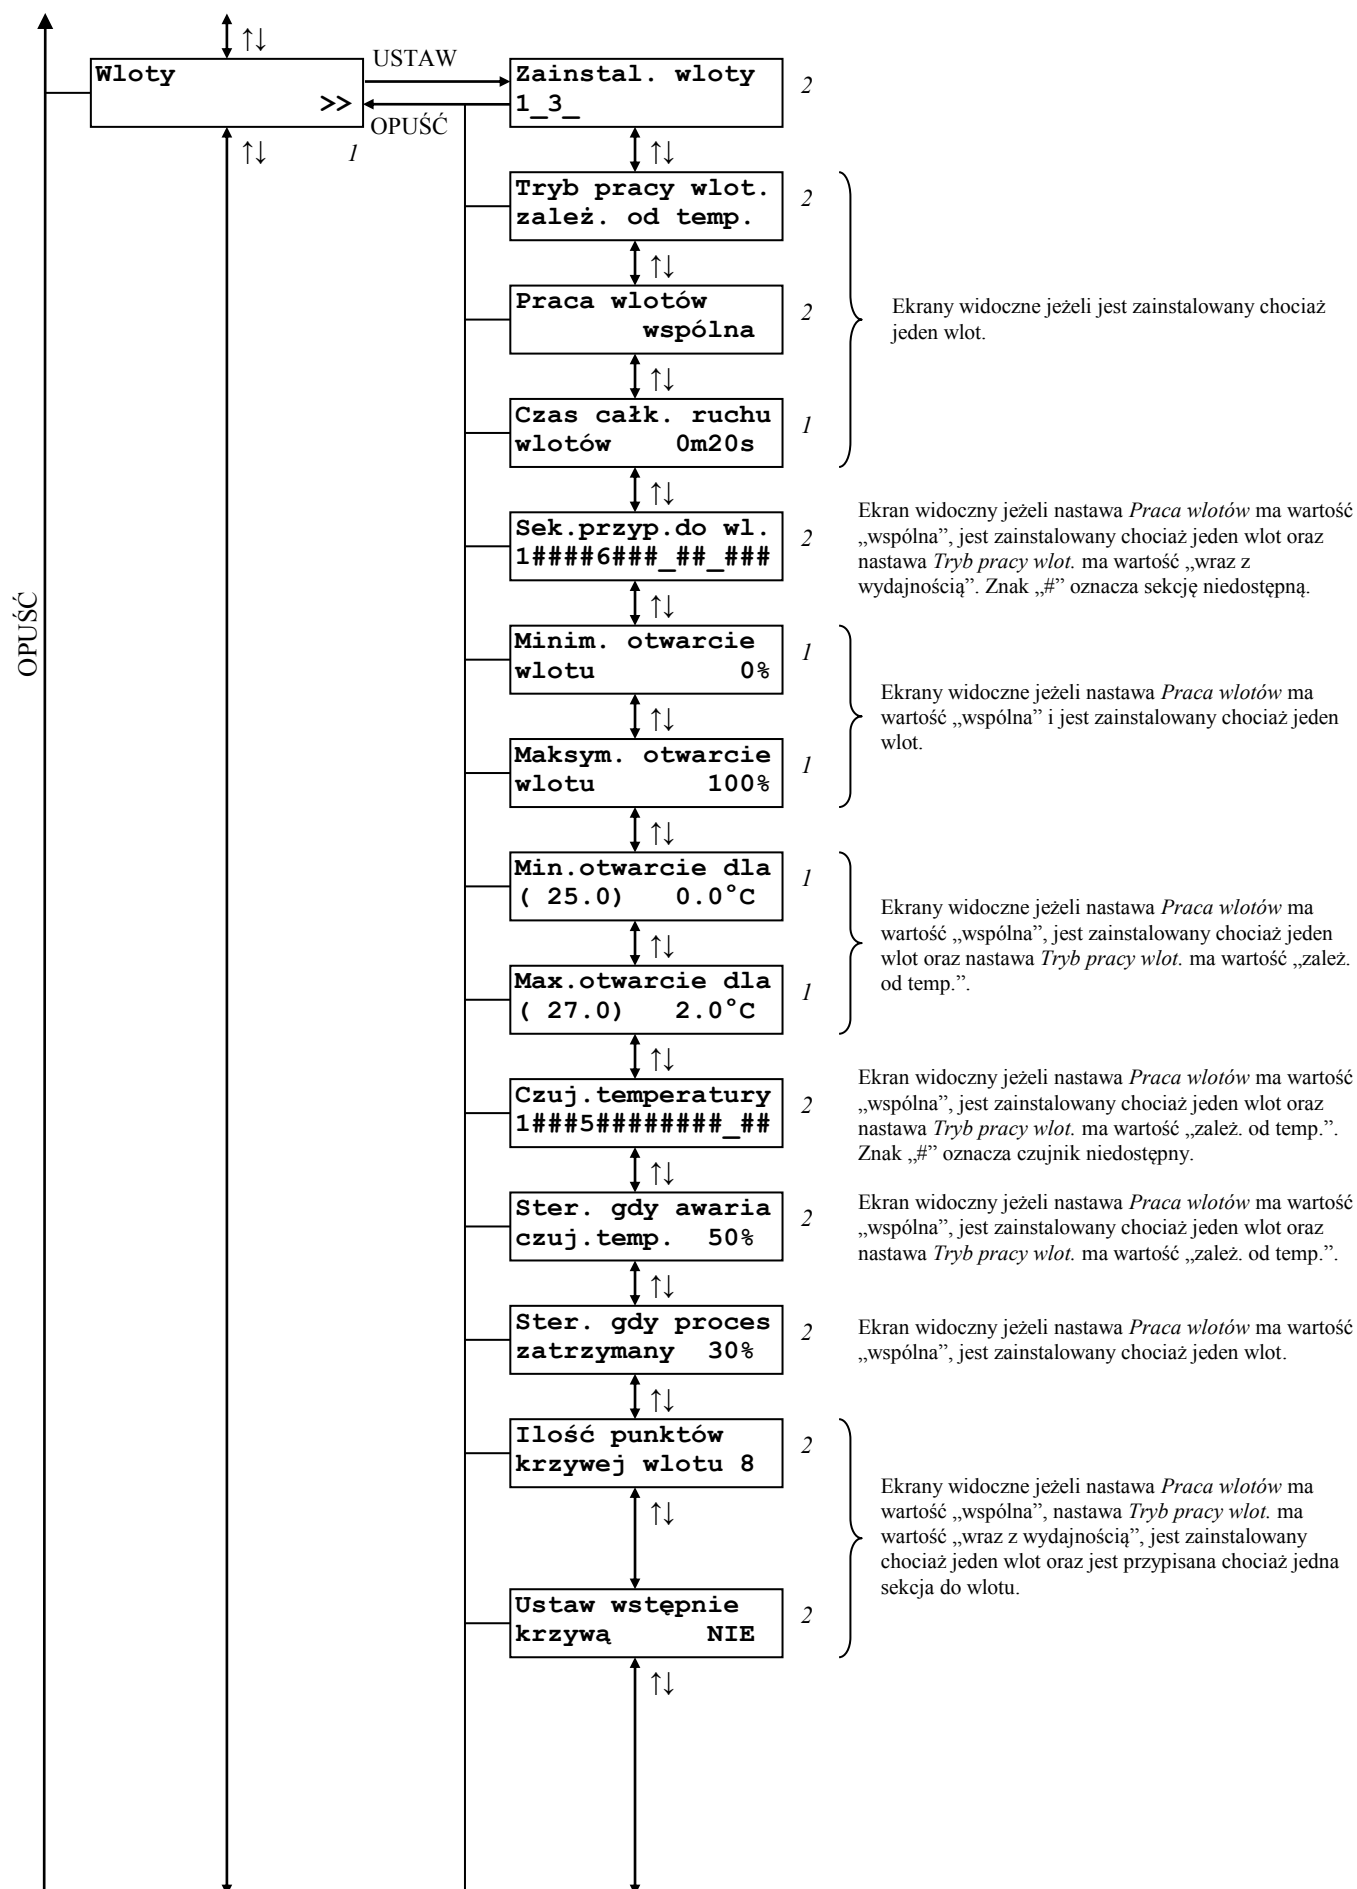 ↑↓
Wloty
>>
USTAW
OPUŚĆ
↑↓
1
OPUŚĆ
Zainstal. wloty
1_3_
2
↑↓
Tryb pracy wlot.
zależ. od temp.
2
↑↓
Praca wlotów
wspólna
2
Ekrany widoczne jeżeli jest zainstalowany chociaż
jeden wlot.
↑↓
Czas całk. ruchu
wlotów 0m20s
1
↑↓
Sek.przyp.do wl.
1####6###_##_###
2
Ekran widoczny jeżeli nastawa Praca wlotów ma wartość
„wspólna”, jest zainstalowany chociaż jeden wlot oraz
nastawa Tryb pracy wlot. ma wartość „wraz z
wydajnością”. Znak „#” oznacza sekcję niedostępną.
↑↓
Minim. otwarcie
wlotu 0%
1
Ekrany widoczne jeżeli nastawa Praca wlotów ma
wartość „wspólna” i jest zainstalowany chociaż jeden
wlot.
↑↓
Maksym. otwarcie
wlotu 100%
1
↑↓
Min.otwarcie dla
( 25.0) 0.0°C
1
Ekrany widoczne jeżeli nastawa Praca wlotów ma
wartość „wspólna”, jest zainstalowany chociaż jeden
wlot oraz nastawa Tryb pracy wlot. ma wartość „zależ.
od temp.”.
↑↓
Max.otwarcie dla
( 27.0) 2.0°C
1
↑↓
Czuj.temperatury
1###5########_##
2
Ekran widoczny jeżeli nastawa Praca wlotów ma wartość
„wspólna”, jest zainstalowany chociaż jeden wlot oraz
nastawa Tryb pracy wlot. ma wartość „zależ. od temp.”.
Znak „#” oznacza czujnik niedostępny.
↑↓
Ster. gdy awaria
czuj.temp. 50%
2
Ekran widoczny jeżeli nastawa Praca wlotów ma wartość
„wspólna”, jest zainstalowany chociaż jeden wlot oraz
nastawa Tryb pracy wlot. ma wartość „zależ. od temp.”.
↑↓
Ster. gdy proces
zatrzymany 30%
2
Ekran widoczny jeżeli nastawa Praca wlotów ma wartość
„wspólna”, jest zainstalowany chociaż jeden wlot.
↑↓
Ilość punktów
krzywej wlotu 8
2
Ekrany widoczne jeżeli nastawa Praca wlotów ma
wartość „wspólna”, nastawa Tryb pracy wlot. ma
wartość „wraz z wydajnością”, jest zainstalowany
chociaż jeden wlot oraz jest przypisana chociaż jedna
sekcja do wlotu.
↑↓
Ustaw wstępnie
krzywą NIE
2
↑↓